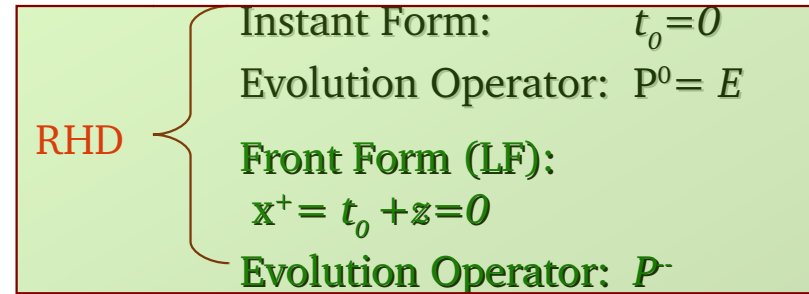 Instant Form: t₀=0
Evolution Operator: P⁰= E
RHD
Front Form (LF):
x⁺= t₀ +z=0
Evolution Operator: P⁻